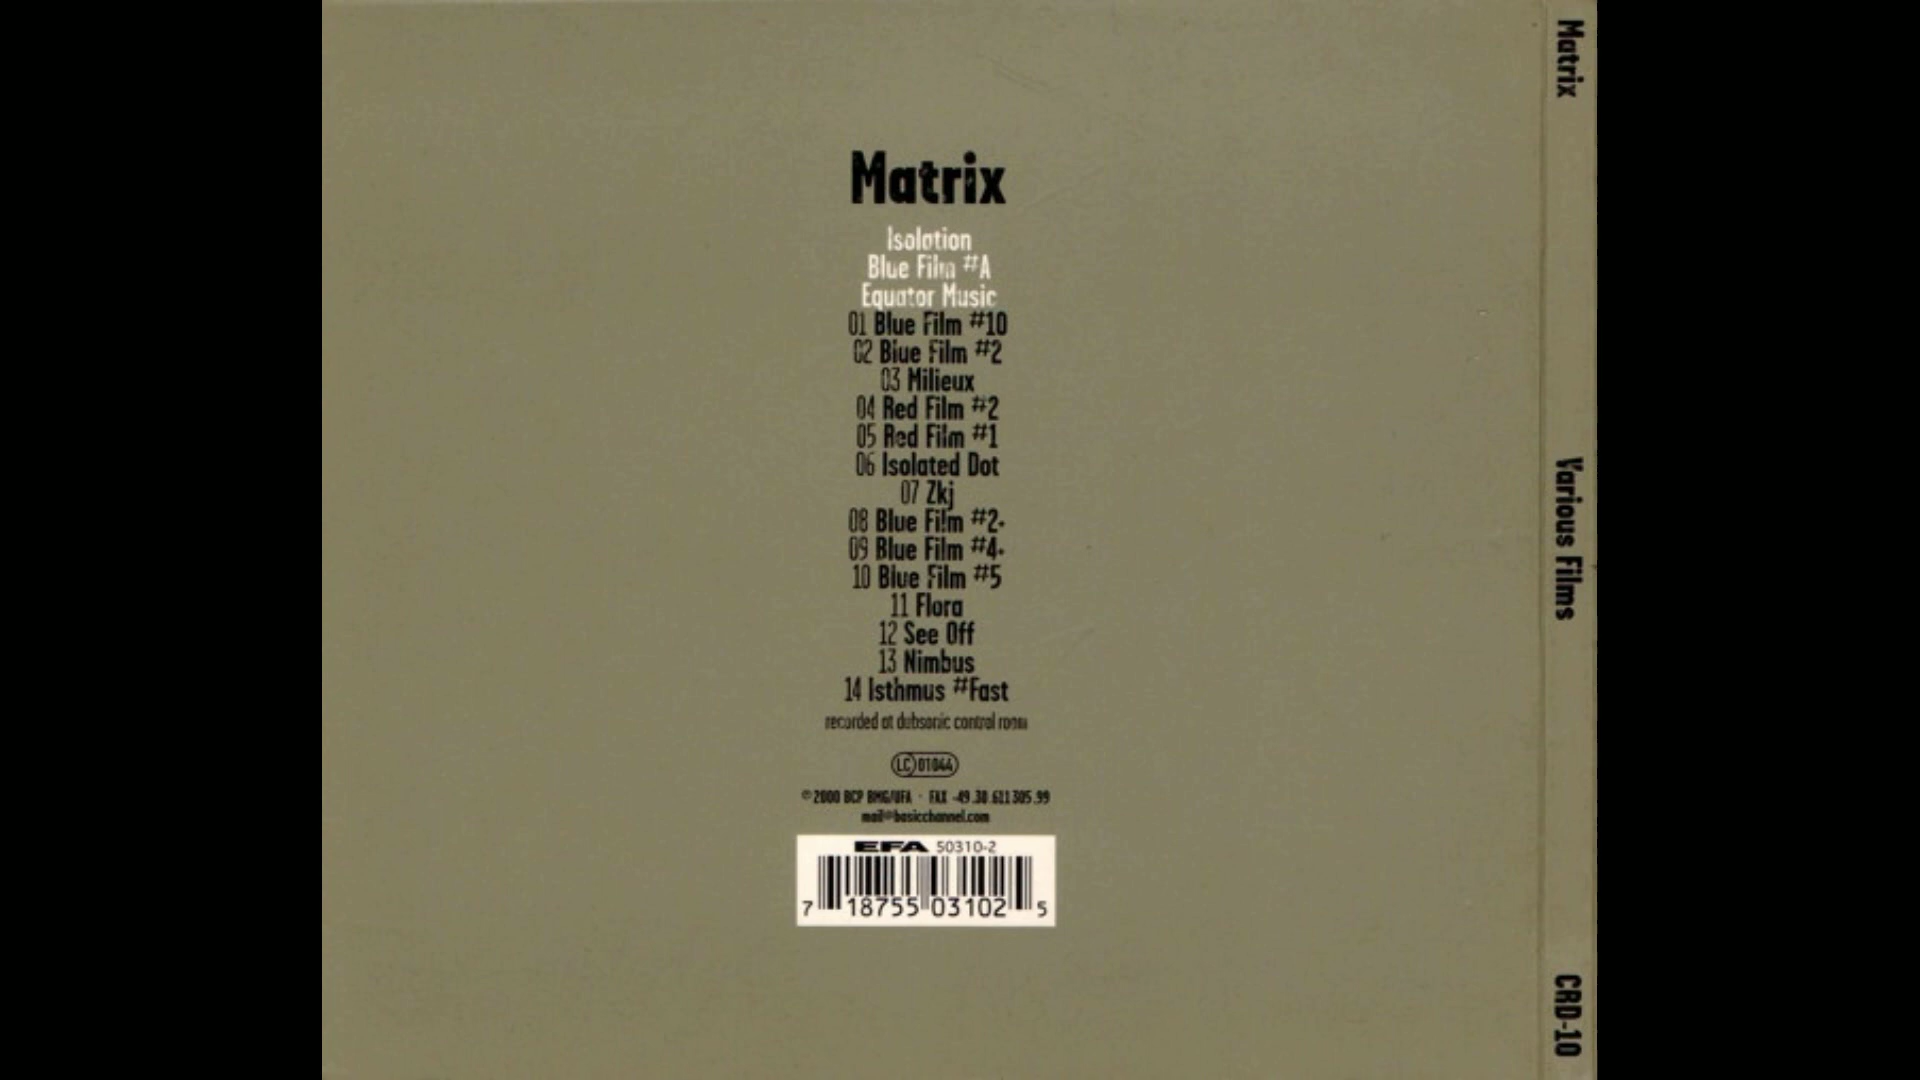 Matrix
Isolation
Blue Film #A
Equator Music
01 Blue Film #10
02 Blue Film #2
03 Milieux
04 Red Film #2
05 Red Film #1
06 Isolated Dot
07 Zkj
08 Blue Film #2+
09 Blue Film #4+
10 Blue Film #5
11 Flora
12 See Off
13 Nimbus
14 Isthmus #Fast
recorded at dubsonic control room
LC 01044
℗ 2000 BCP BMG/UFA · FAX -49.30.611 305.99
mail@basicchannel.com
EFA 50310-2
7 18755 03102 5
Matrix
Various Films
CRD-10